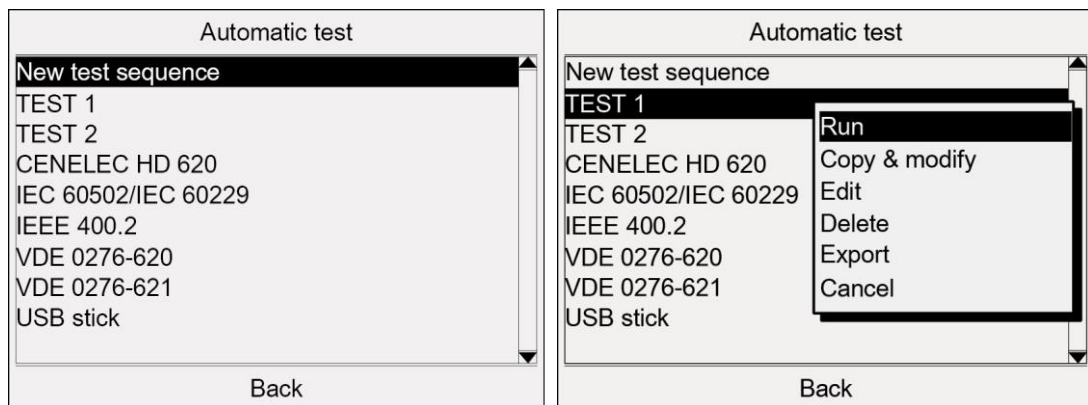 Automatic test
New test sequence
TEST 1
TEST 2
CENELEC HD 620
IEC 60502/IEC 60229
IEEE 400.2
VDE 0276-620
VDE 0276-621
USB stick
Back
Automatic test
New test sequence
TEST 1
TEST 2
CENELEC HD 620
IEC 60502/IEC 60229
IEEE 400.2
VDE 0276-620
VDE 0276-621
USB stick
Run
Copy & modify
Edit
Delete
Export
Cancel
Back